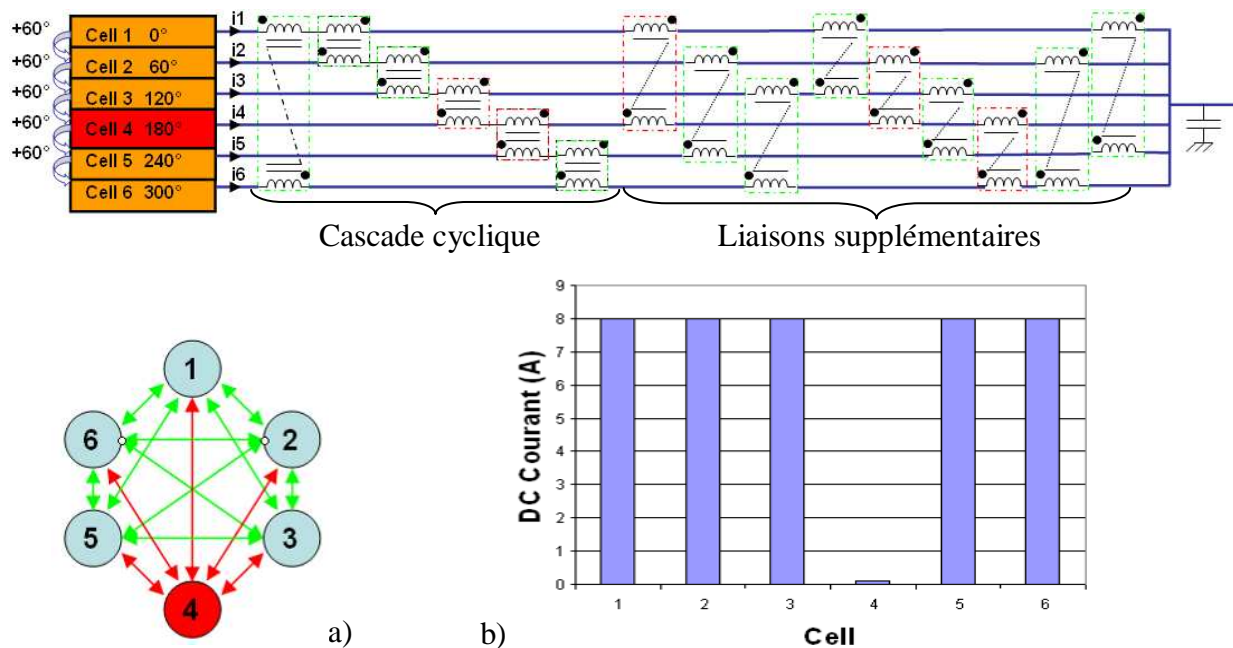 +60°
+60°
+60°
+60°
+60°
Cell 1 0°
Cell 2 60°
Cell 3 120°
Cell 4 180°
Cell 5 240°
Cell 6 300°
i1
i2
i3
i4
i5
i6
Cascade cyclique
Liaisons supplémentaires
1
2
3
4
5
6
a)
DC Courant (A)
9
8
7
6
5
4
3
2
1
0
1 2 3 4 5 6
Cell
b)